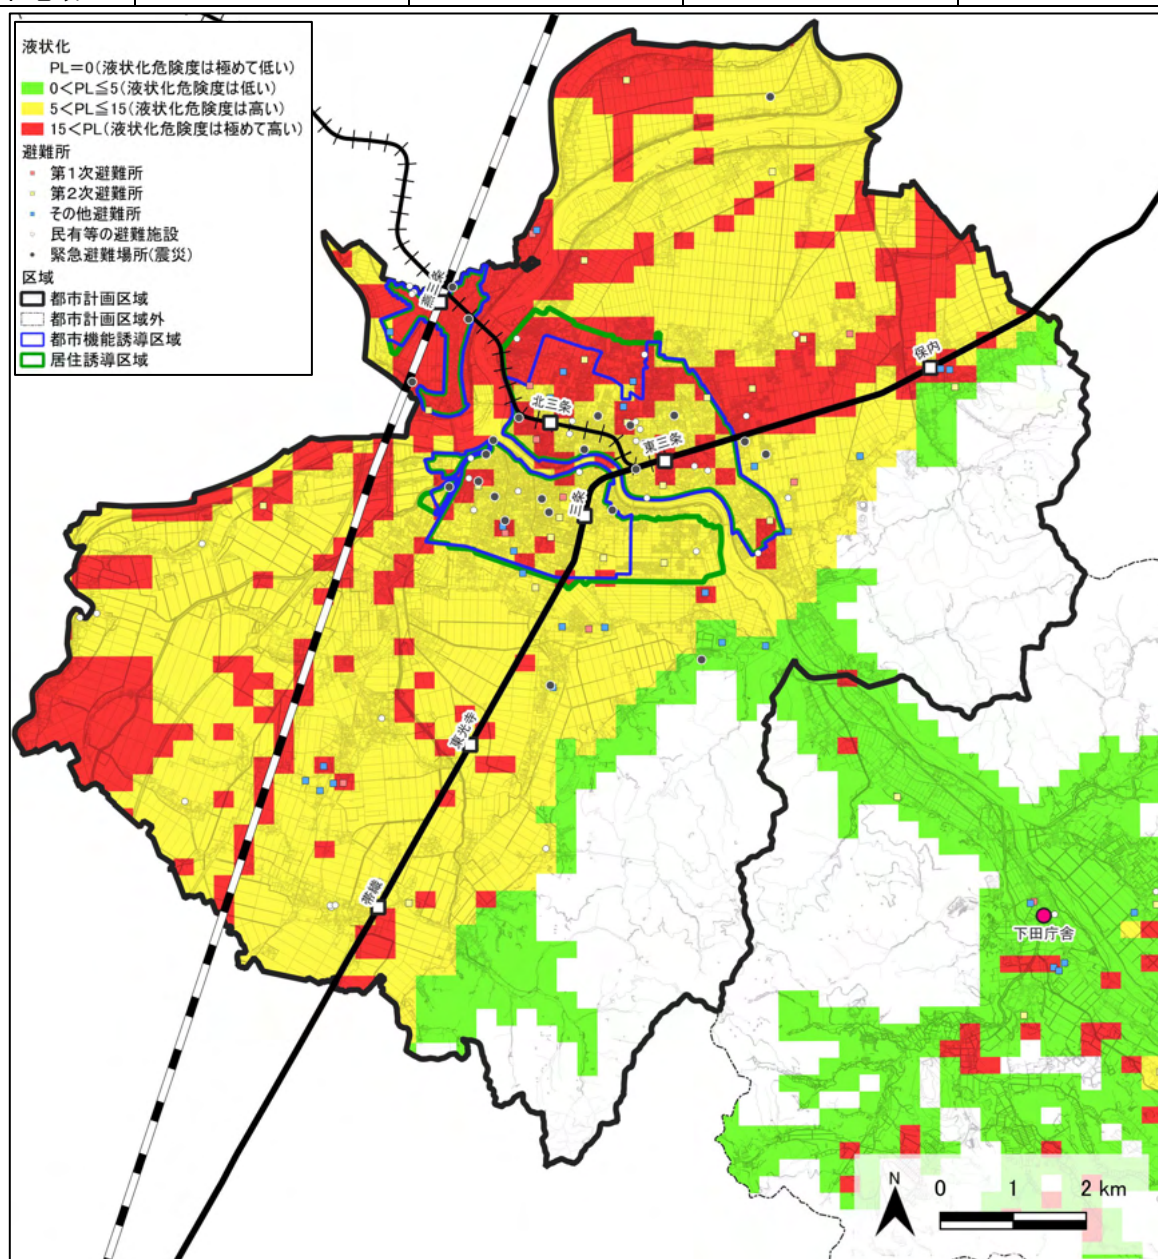 液状化
PL=0(液状化危険度は極めて低い)
0<PL≦5(液状化危険度は低い)
5<PL≦15(液状化危険度は高い)
15<PL(液状化危険度は極めて高い)
避難所
第1次避難所
第2次避難所
その他避難所
民有等の避難施設
緊急避難場所(震災)
区域
都市計画区域
都市計画区域外
都市機能誘導区域
居住誘導区域
燕三条
保内
北三条
東三条
三条
東光寺
帯織
下田庁舎
N
0 1 2 km